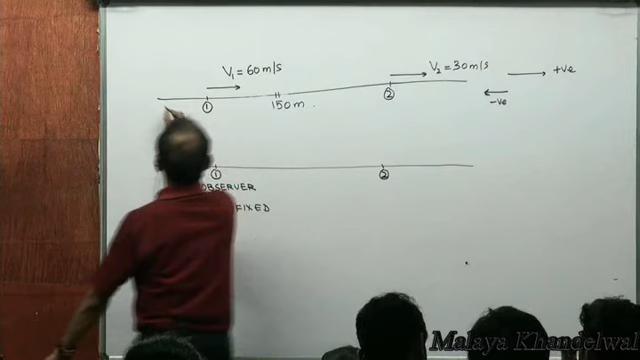 V₁ = 60 m/s
V₂ = 30 m/s
+ve
-ve
①
②
150 m.
①
②
OBSERVER
FIXED
Malaya Khandelwal